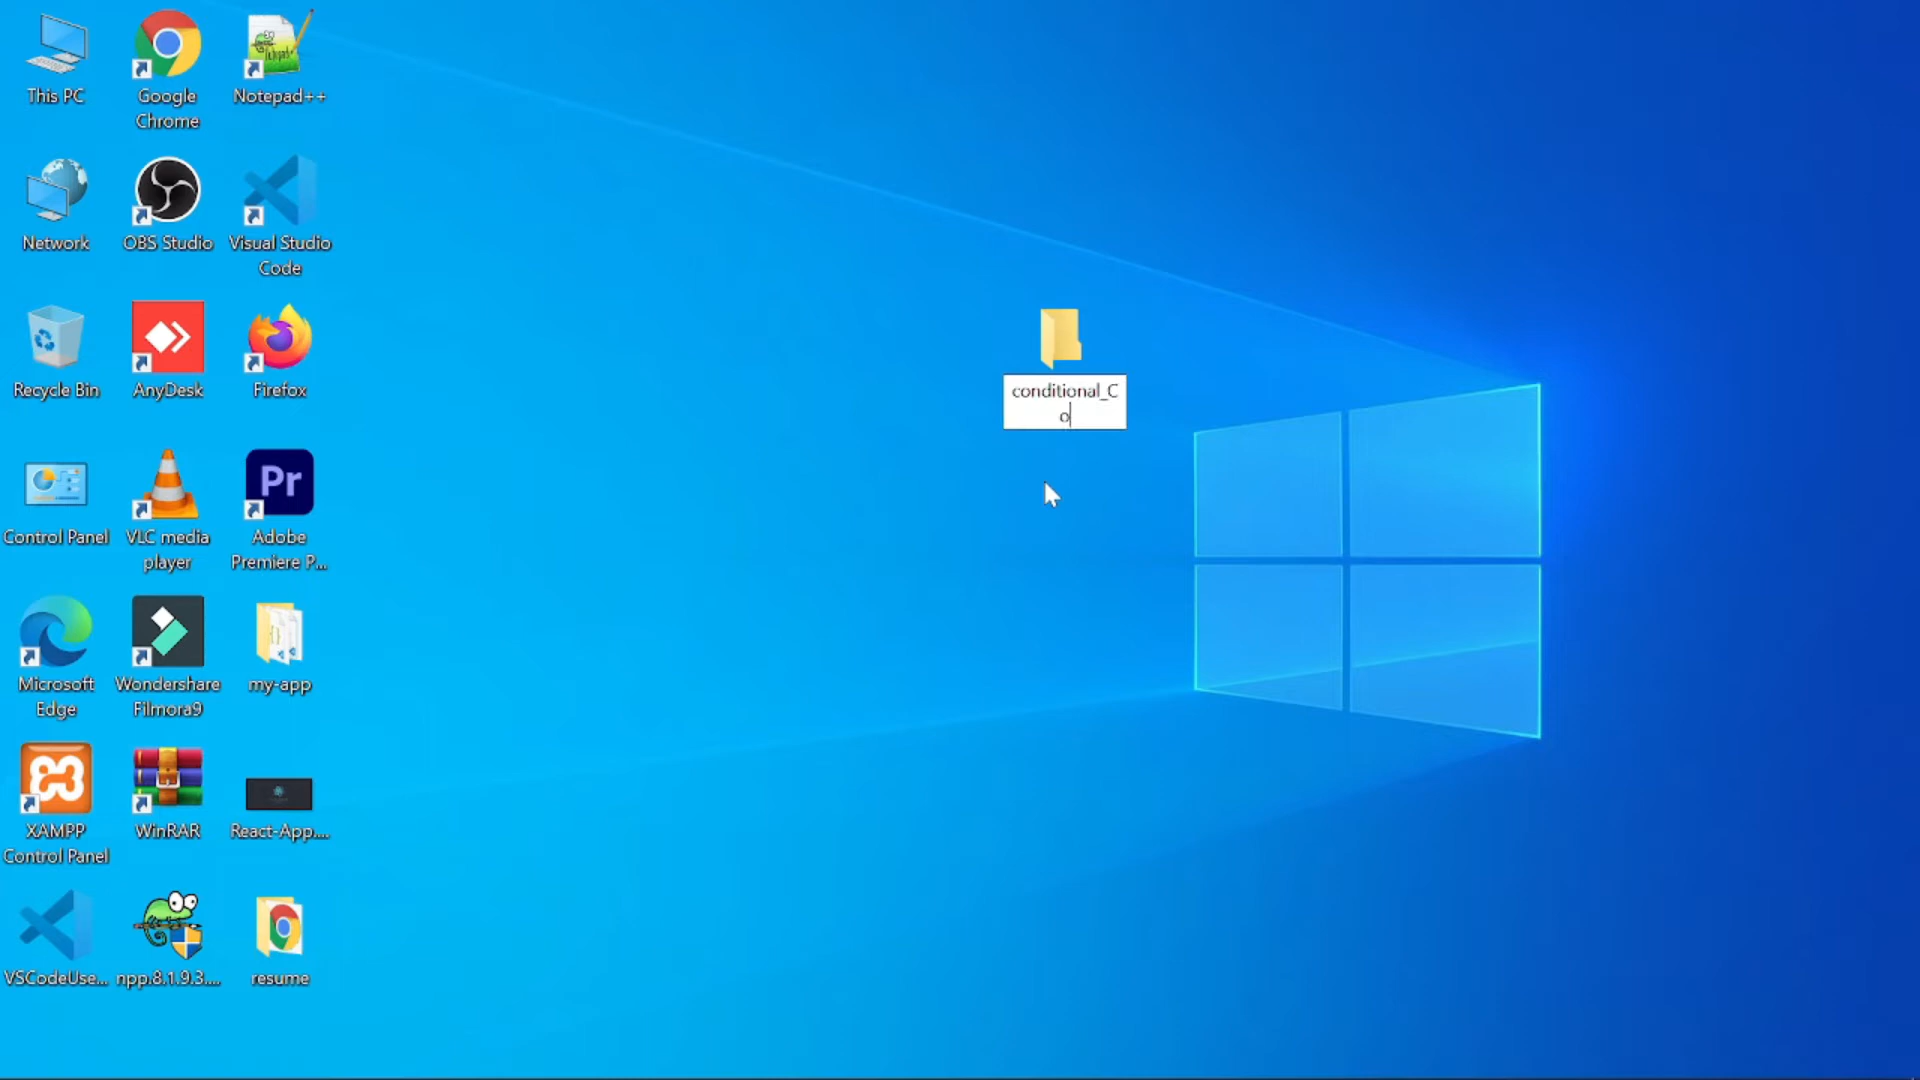 This PC
Google
Chrome
Notepad++
Network
OBS Studio
Visual Studio
Code
Recycle Bin
AnyDesk
Firefox
conditional_C
o
Control Panel
VLC media
player
Pr
Adobe
Premiere P...
Microsoft
Edge
Wondershare
Filmora9
my-app
XAMPP
Control Panel
WinRAR
React-App....
VSCodeUse...
npp.8.1.9.3....
resume